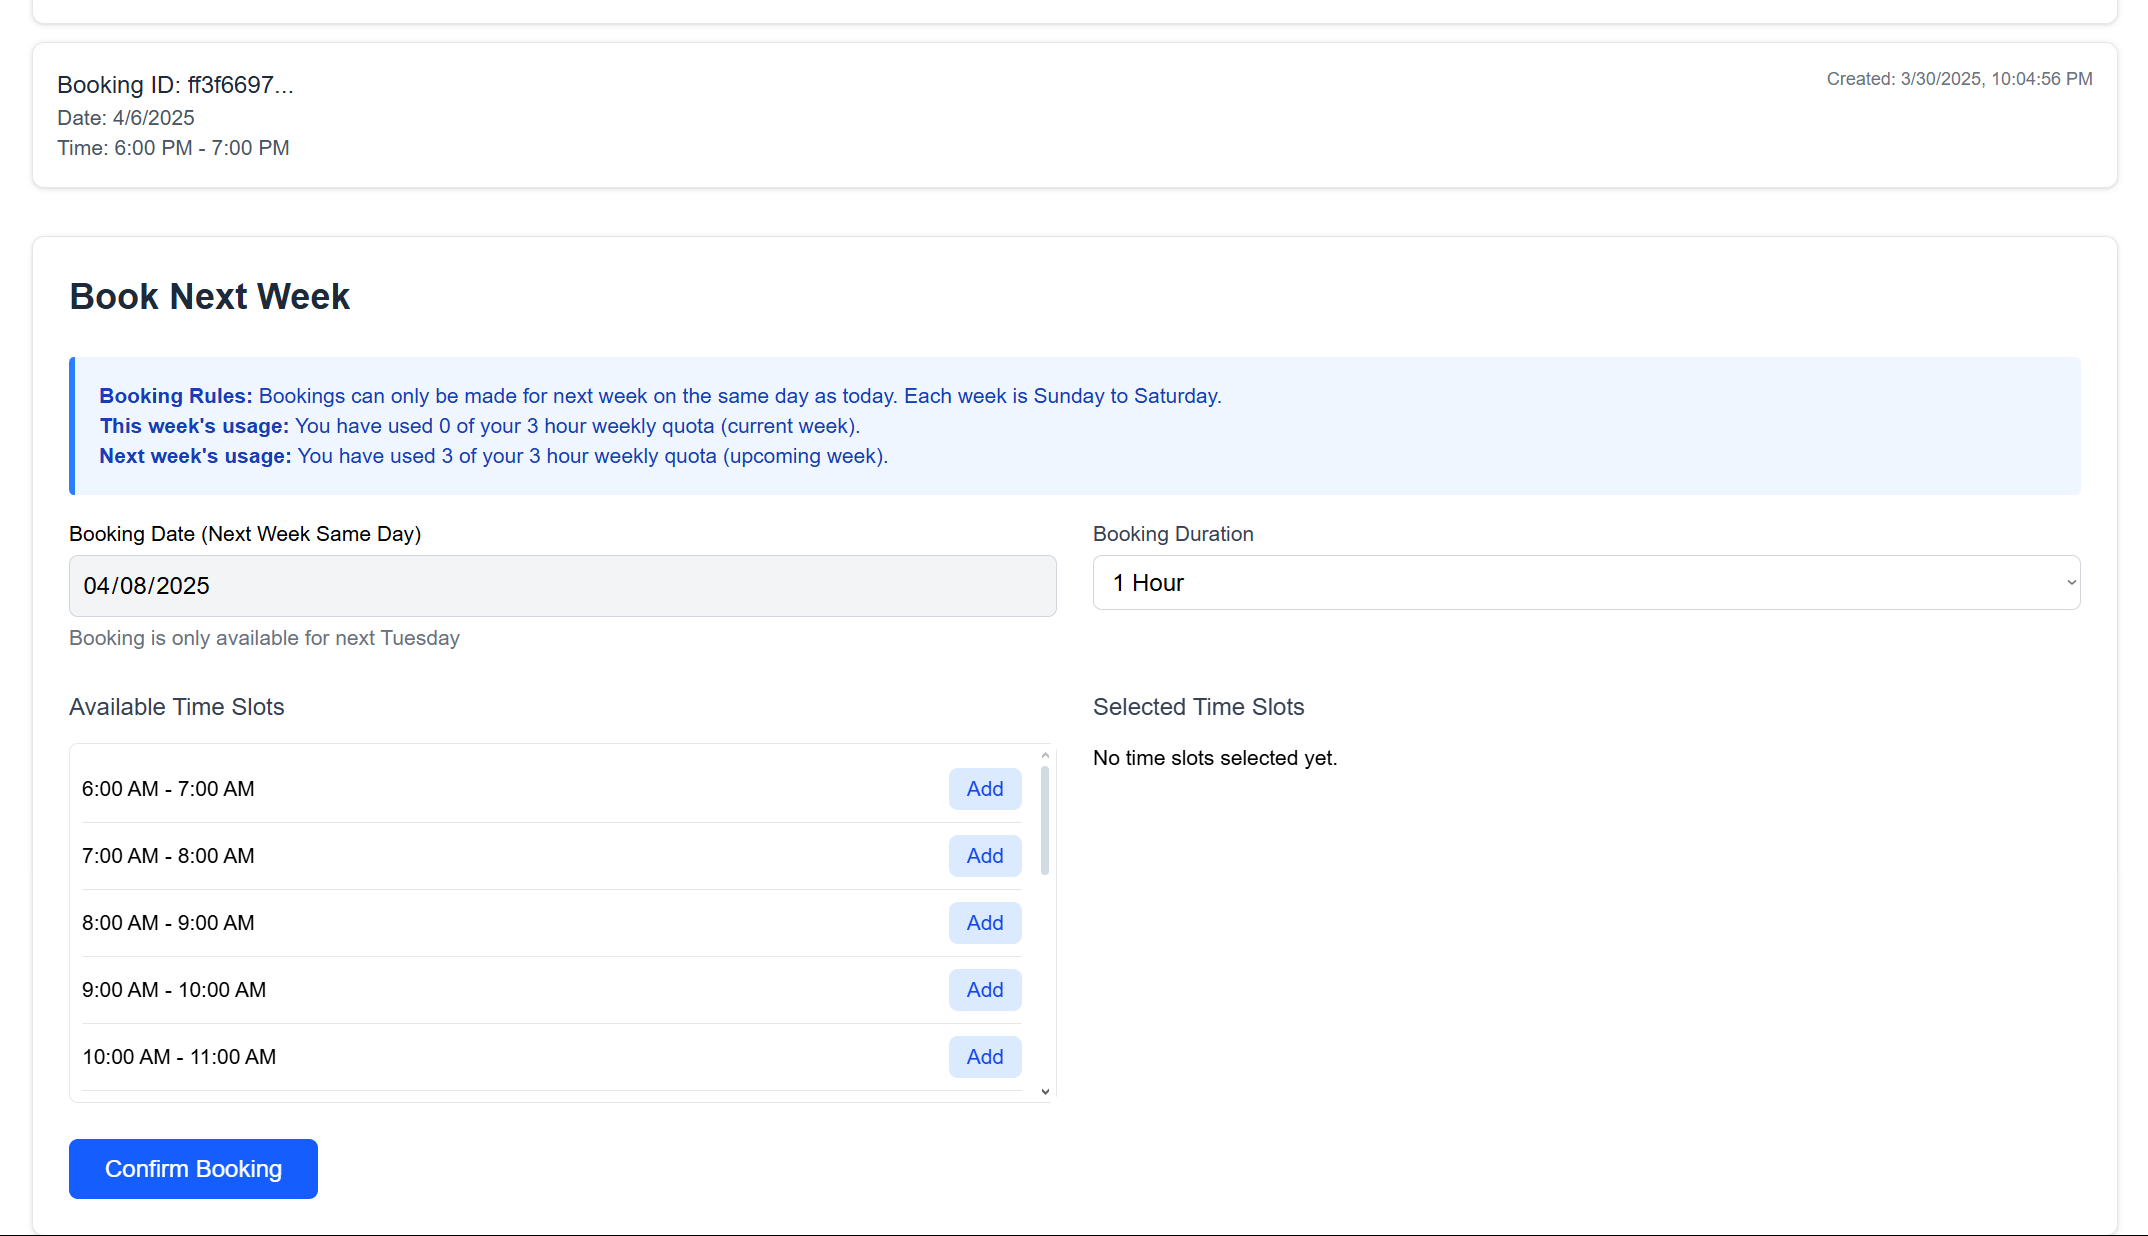 Booking ID: ff3f6697...
Created: 3/30/2025, 10:04:56 PM
Date: 4/6/2025
Time: 6:00 PM - 7:00 PM
Book Next Week
Booking Rules: Bookings can only be made for next week on the same day as today. Each week is Sunday to Saturday.
This week's usage: You have used 0 of your 3 hour weekly quota (current week).
Next week's usage: You have used 3 of your 3 hour weekly quota (upcoming week).
Booking Date (Next Week Same Day)
04/08/2025
Booking is only available for next Tuesday
Booking Duration
1 Hour
Available Time Slots
6:00 AM - 7:00 AM Add
7:00 AM - 8:00 AM Add
8:00 AM - 9:00 AM Add
9:00 AM - 10:00 AM Add
10:00 AM - 11:00 AM Add
Selected Time Slots
No time slots selected yet.
Confirm Booking